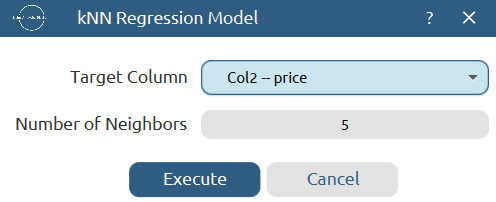 kNN Regression Model ?
Target Column Col2 -- price
Number of Neighbors 5
Execute Cancel